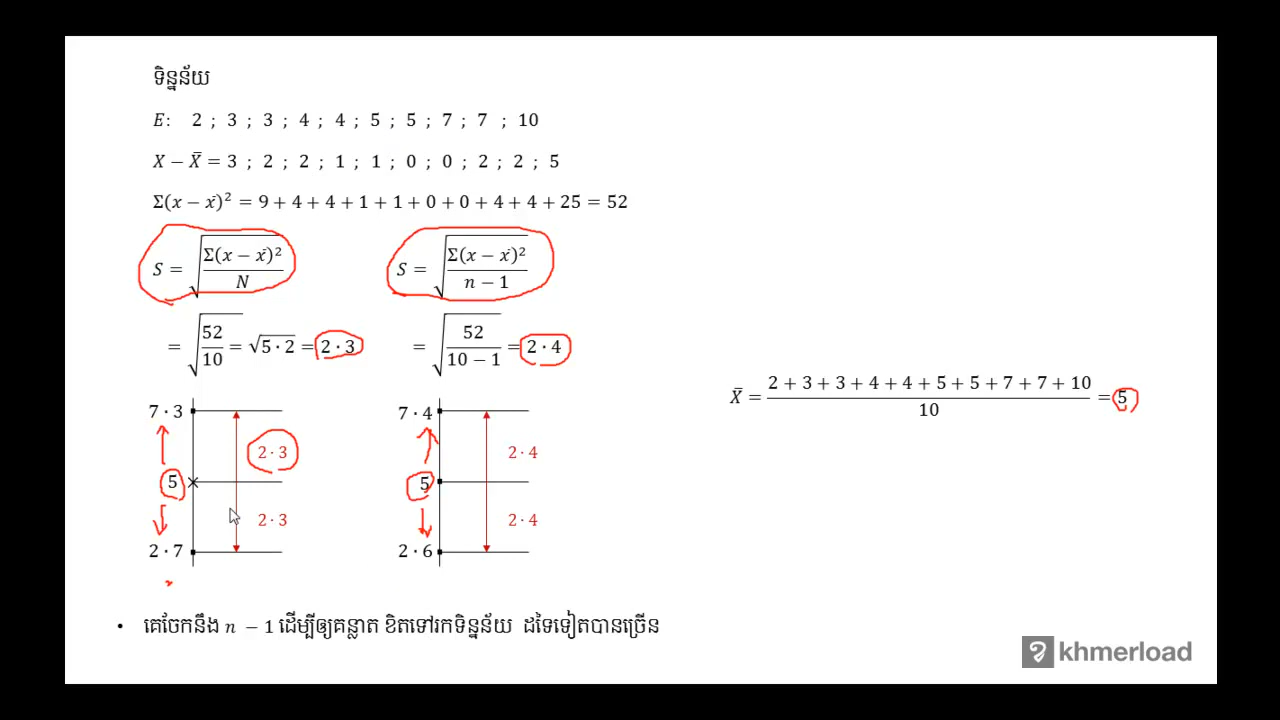 ទិន្នន័យ
E: 2 ; 3 ; 3 ; 4 ; 4 ; 5 ; 5 ; 7 ; 7 ; 10
X − X̄ = 3 ; 2 ; 2 ; 1 ; 1 ; 0 ; 0 ; 2 ; 2 ; 5
Σ(x − x̄)² = 9 + 4 + 4 + 1 + 1 + 0 + 0 + 4 + 4 + 25 = 52
S = √(Σ(x − x̄)² / N)
= √(52 / 10) = √5·2 = 2·3
7·3
2·3
5
2·3
2·7
S = √(Σ(x − x̄)² / n − 1)
= √(52 / 10 − 1) = 2·4
7·4
2·4
5
2·4
2·6
X̄ = (2 + 3 + 3 + 4 + 4 + 5 + 5 + 7 + 7 + 10) / 10 = 5
• គេចែកនឹង n − 1 ដើម្បីឲ្យគន្លាត ខិតទៅរកទិន្នន័យ ដទៃទៀតបានច្រើន
khmerload